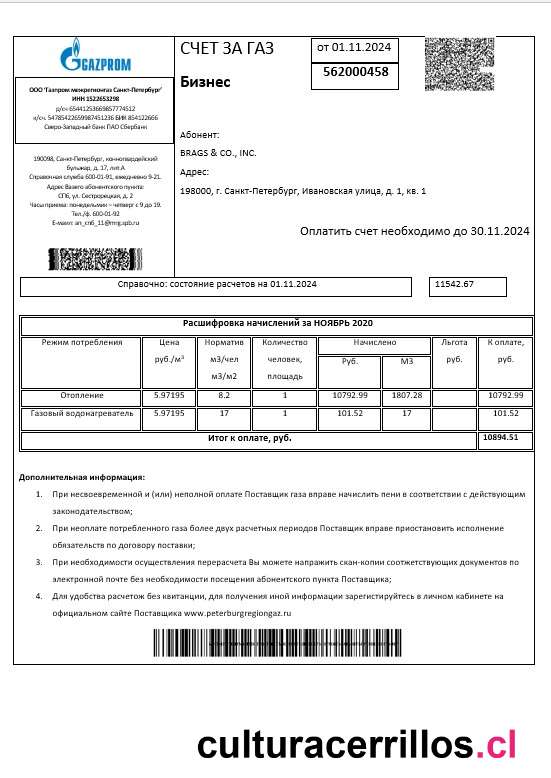 GAZPROM
ООО 'Газпром межрегионгаз Санкт-Петербург'
ИНН 1522653298
р/сч 65441253669857774512
к/сч. 54785422659987451236 БИК 854122666
Северо-Западный банк ПАО Сбербанк
190098, Санкт-Петербург, конногвардейский
бульвар, д. 17, лит.А
Справочная служба 600-01-91, ежедневно 9-21.
Адрес Вашего абонентского пункта:
СПб, ул. Сестрорецкая, д. 2
Часы приема: понедельник – четверг с 9 до 19.
Тел./ф. 600-01-92
СЧЕТ ЗА ГАЗ
Бизнес
от 01.11.2024
562000458
Абонент:
BRAGS & CO., INC.
Адрес:
198000, г. Санкт-Петербург, Ивановская улица, д. 1, кв. 1
Оплатить счет необходимо до 30.11.2024
Справочно: состояние расчетов на 01.11.2024 11542.67
Расшифровка начислений за НОЯБРЬ 2020
Режим потребления Цена руб./м³ Норматив м3/чел м3/м2 Количество человек, площадь Начислено Руб. М3 Льгота руб. К оплате, руб.
Отопление 5.97195 8.2 1 10792.99 1807.28 10792.99
Газовый водонагреватель 5.97195 17 1 101.52 17 101.52
Итог к оплате, руб. 10894.51
Дополнительная информация:
1. При несвоевременной и (или) неполной оплате Поставщик газа вправе начислить пени в соответствии с действующим
законодательством;
2. При неоплате потребленного газа более двух расчетных периодов Поставщик вправе приостановить исполнение
обязательств по договору поставки;
3. При необходимости осуществления перерасчета Вы можете напражить скан-копии соответствующих документов по
электронной почте без необходимости посещения абонентского пункта Поставщика;
4. Для удобства расчетож без квитанции, для получения иной информации зарегистируйтесь в личном кабинете на
официальном сайте Поставщика www.peterburgregiongaz.ru
culturacerrillos.cl